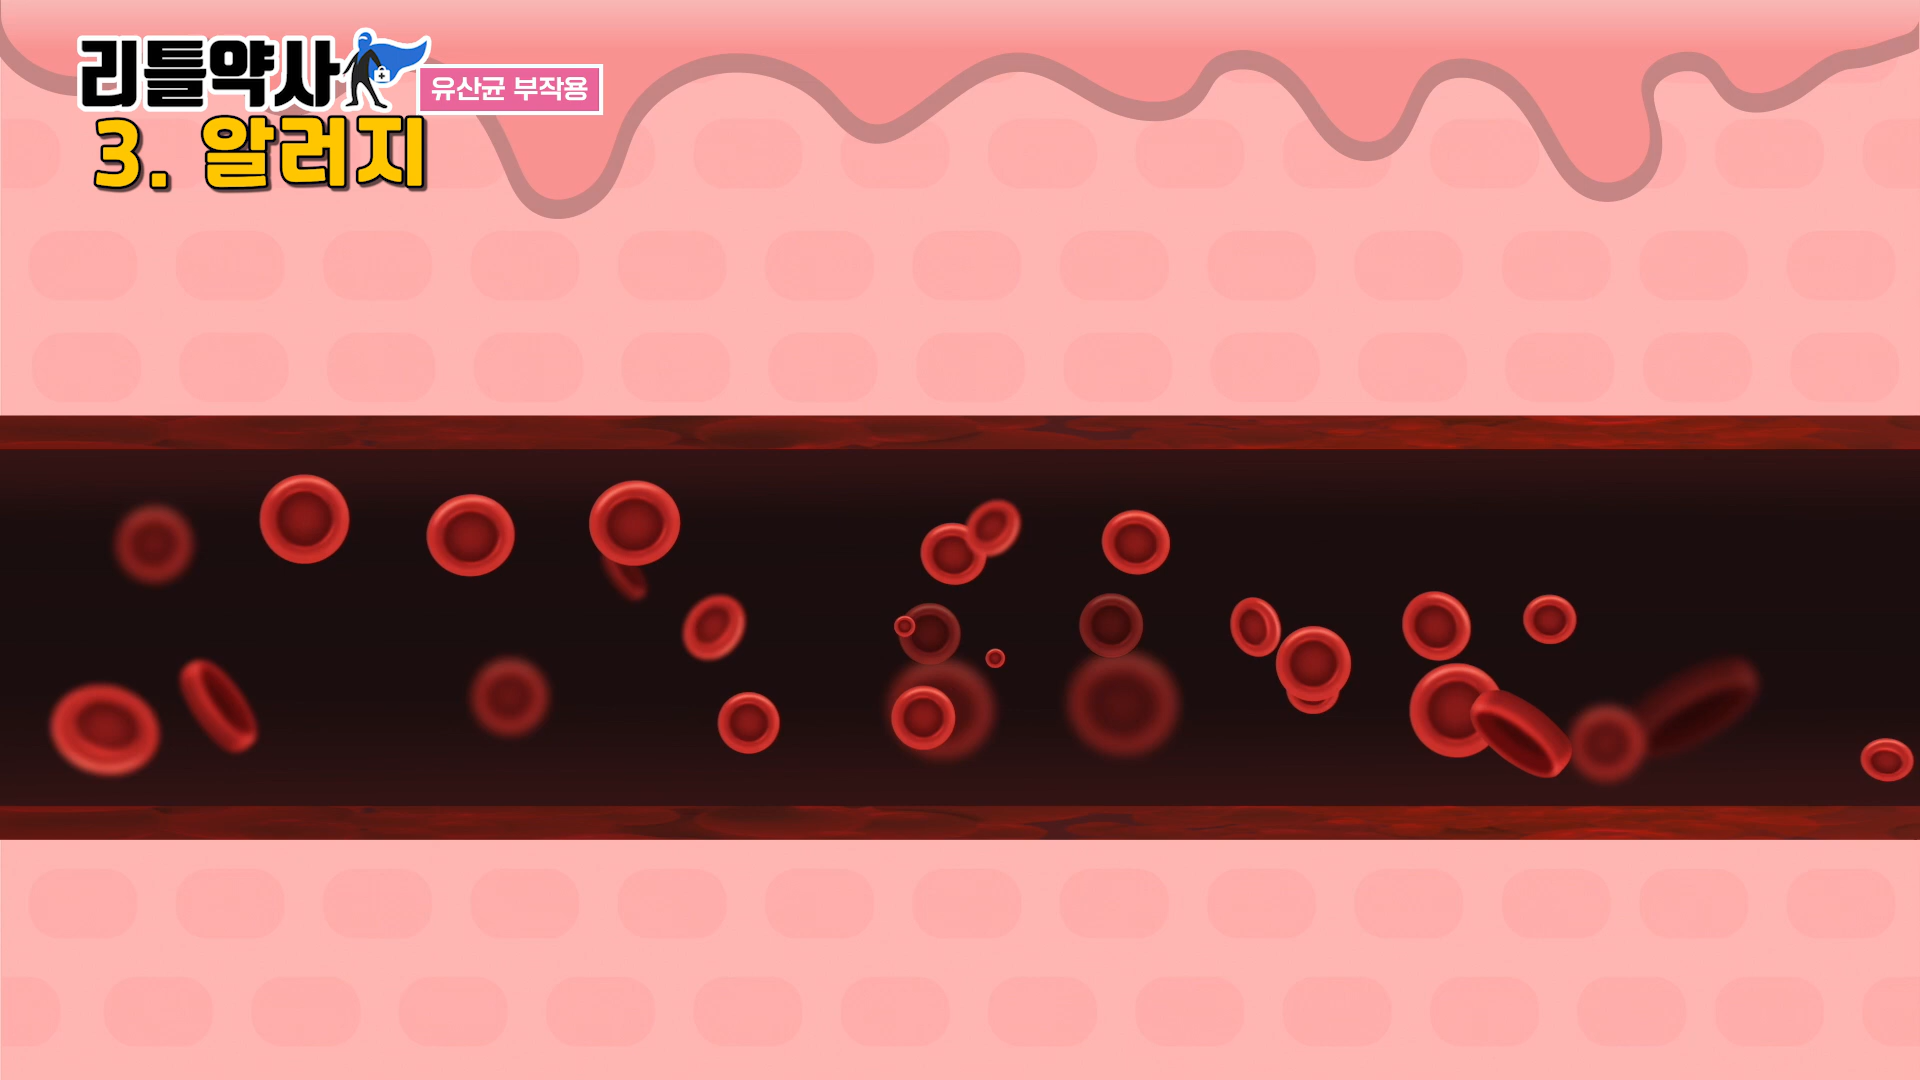 리틀약사
유산균 부작용
3. 알러지